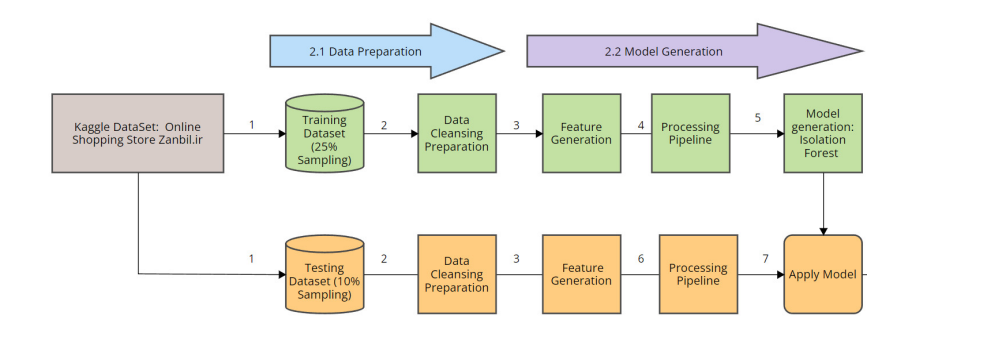 2.1 Data Preparation
2.2 Model Generation
Kaggle DataSet: Online
Shopping Store Zanbil.ir
1
Training
Dataset
(25%
Sampling)
2
Data
Cleansing
Preparation
3
Feature
Generation
4
Processing
Pipeline
5
Model
generation:
Isolation
Forest
1
Testing
Dataset (10%
Sampling)
2
Data
Cleansing
Preparation
3
Feature
Generation
6
Processing
Pipeline
7
Apply Model